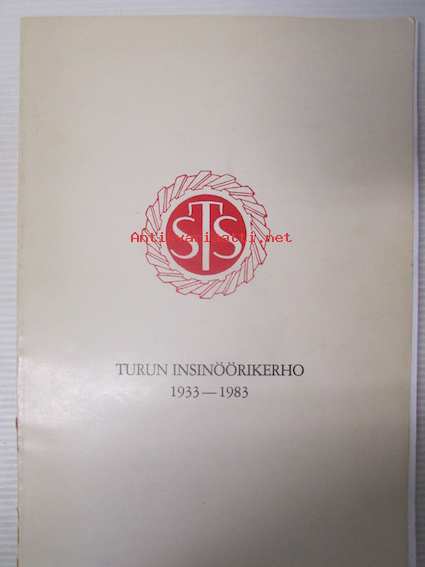 STS
Antikvariaatti.net
TURUN INSINÖÖRIKERHO
1933—1983